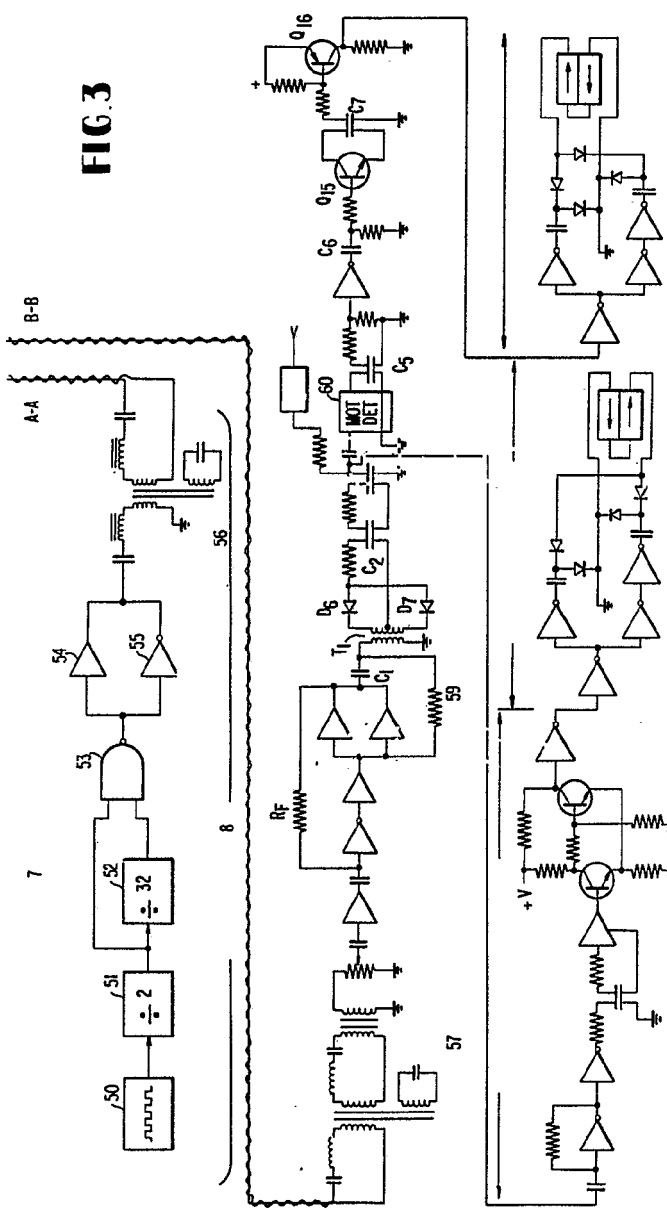 FIG. 3
7
50
51
÷ 2
52
÷ 32
53
54
55
56
A-A
B-B
8
57
R_F
59
C_1
T_1
D_6
D_7
C_2
V
60
MOT
DET
C_5
C_6
Q_15
C_7
+
Q_16
+V